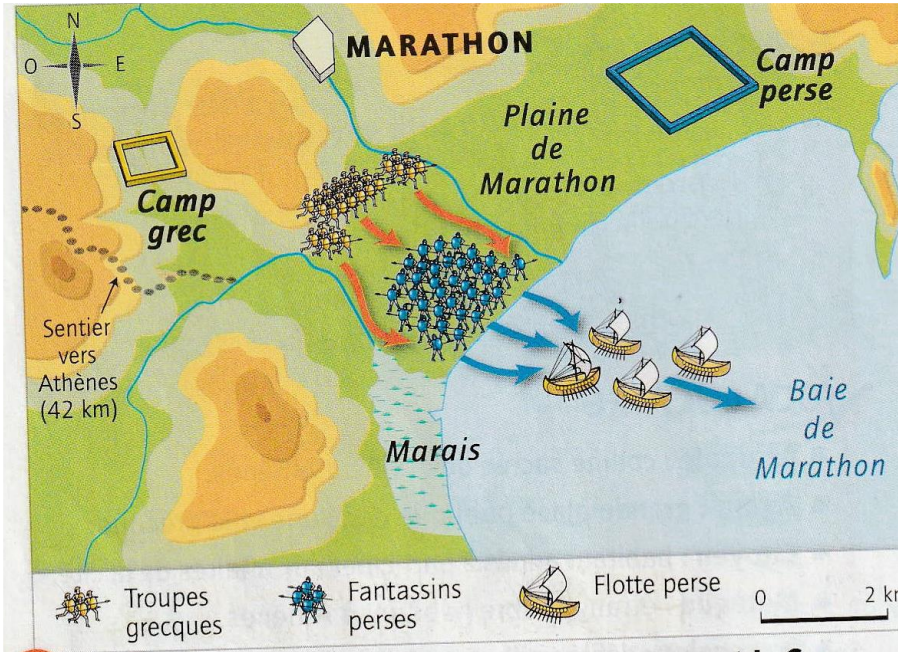 N
O
E
S
MARATHON
Camp
perse
Plaine
de
Marathon
Camp
grec
Sentier
vers
Athènes
(42 km)
Marais
Baie
de
Marathon
Troupes
grecques
Fantassins
perses
Flotte perse
0
2 km